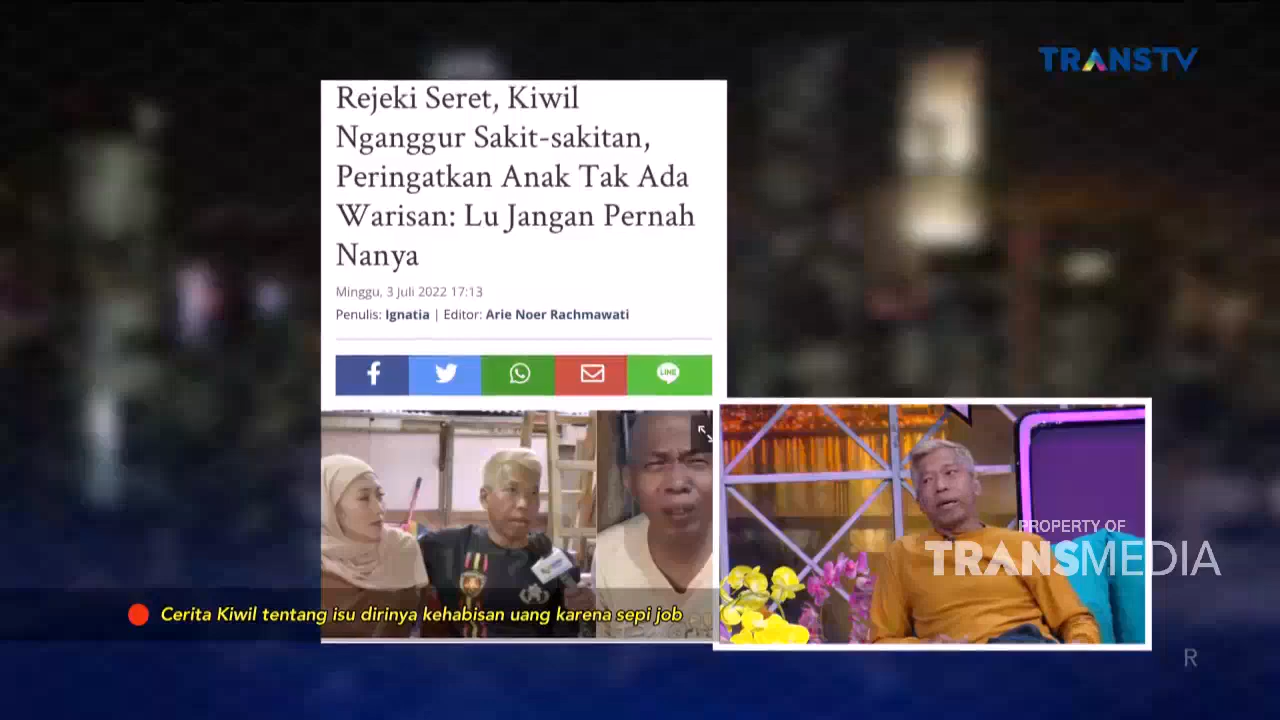 TRANSTV
Rejeki Seret, Kiwil
Nganggur Sakit-sakitan,
Peringatkan Anak Tak Ada
Warisan: Lu Jangan Pernah
Nanya
Minggu, 3 Juli 2022 17:13
Penulis: Ignatia | Editor: Arie Noer Rachmawati
LINE
PROPERTY OF
TRANSMEDIA
Cerita Kiwil tentang isu dirinya kehabisan uang karena sepi job
R